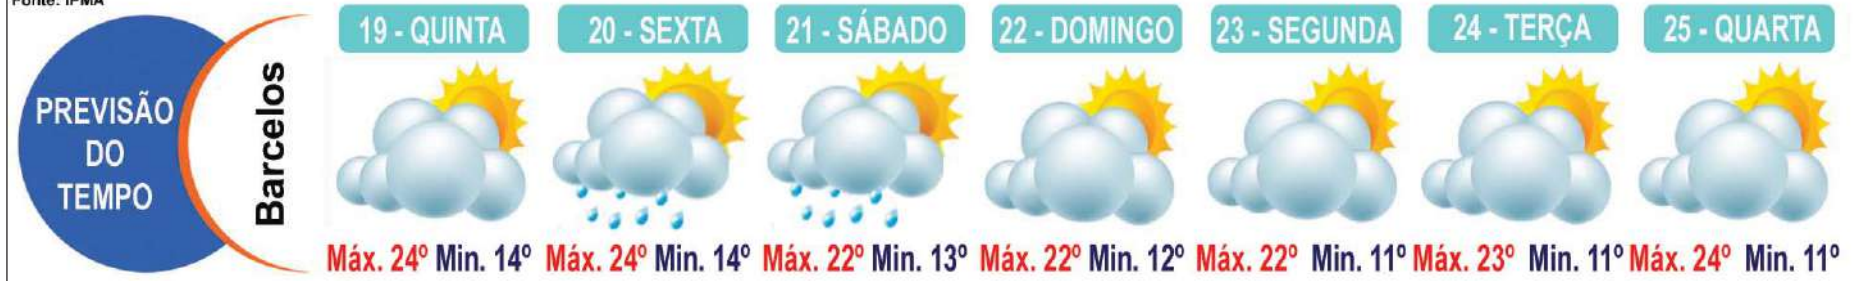 Fonte: IPMA
PREVISÃO
DO
TEMPO
Barcelos
19 - QUINTA
Máx. 24º Min. 14º
20 - SEXTA
Máx. 24º Min. 14º
21 - SÁBADO
Máx. 22º Min. 13º
22 - DOMINGO
Máx. 22º Min. 12º
23 - SEGUNDA
Máx. 22º Min. 11º
24 - TERÇA
Máx. 23º Min. 11º
25 - QUARTA
Máx. 24º Min. 11º